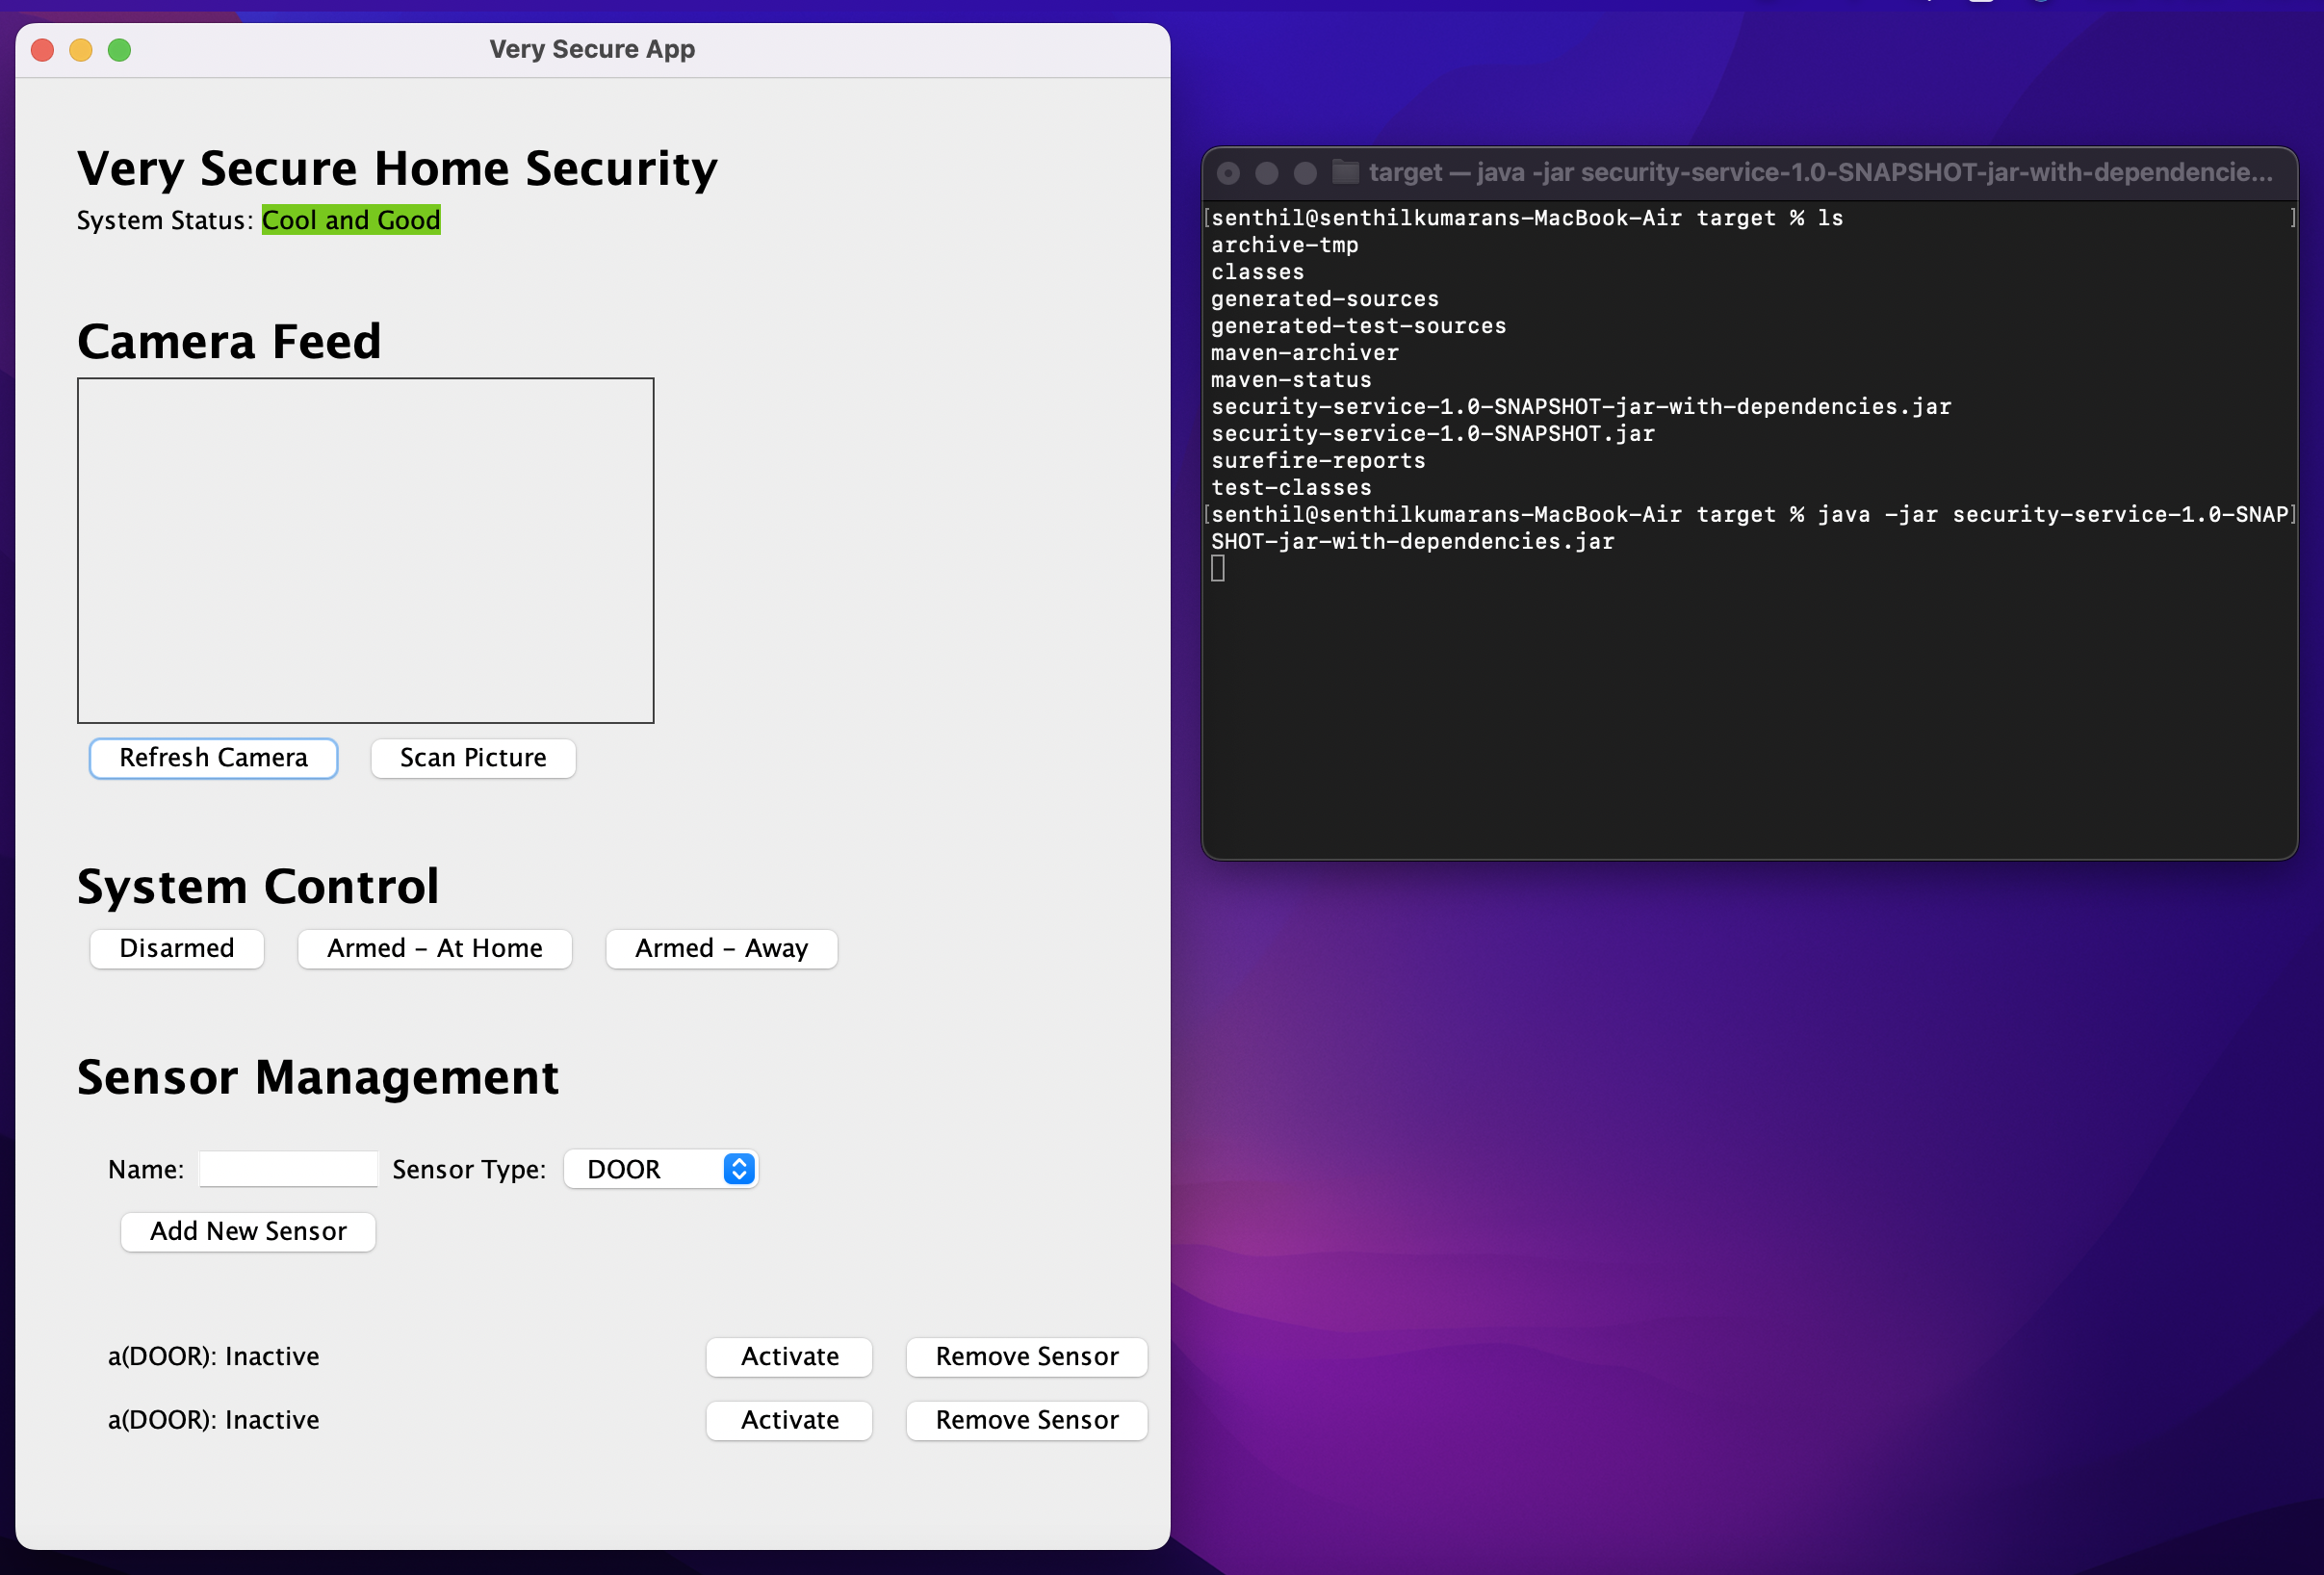 Very Secure App
Very Secure Home Security
System Status: Cool and Good
Camera Feed
Refresh Camera Scan Picture
System Control
Disarmed Armed - At Home Armed - Away
Sensor Management
Name: Sensor Type: DOOR
Add New Sensor
a(DOOR): Inactive Activate Remove Sensor
a(DOOR): Inactive Activate Remove Sensor
target — java -jar security-service-1.0-SNAPSHOT-jar-with-dependencie...
[senthil@senthilkumarans-MacBook-Air target % ls ]
archive-tmp
classes
generated-sources
generated-test-sources
maven-archiver
maven-status
security-service-1.0-SNAPSHOT-jar-with-dependencies.jar
security-service-1.0-SNAPSHOT.jar
surefire-reports
test-classes
[senthil@senthilkumarans-MacBook-Air target % java -jar security-service-1.0-SNAP]
SHOT-jar-with-dependencies.jar